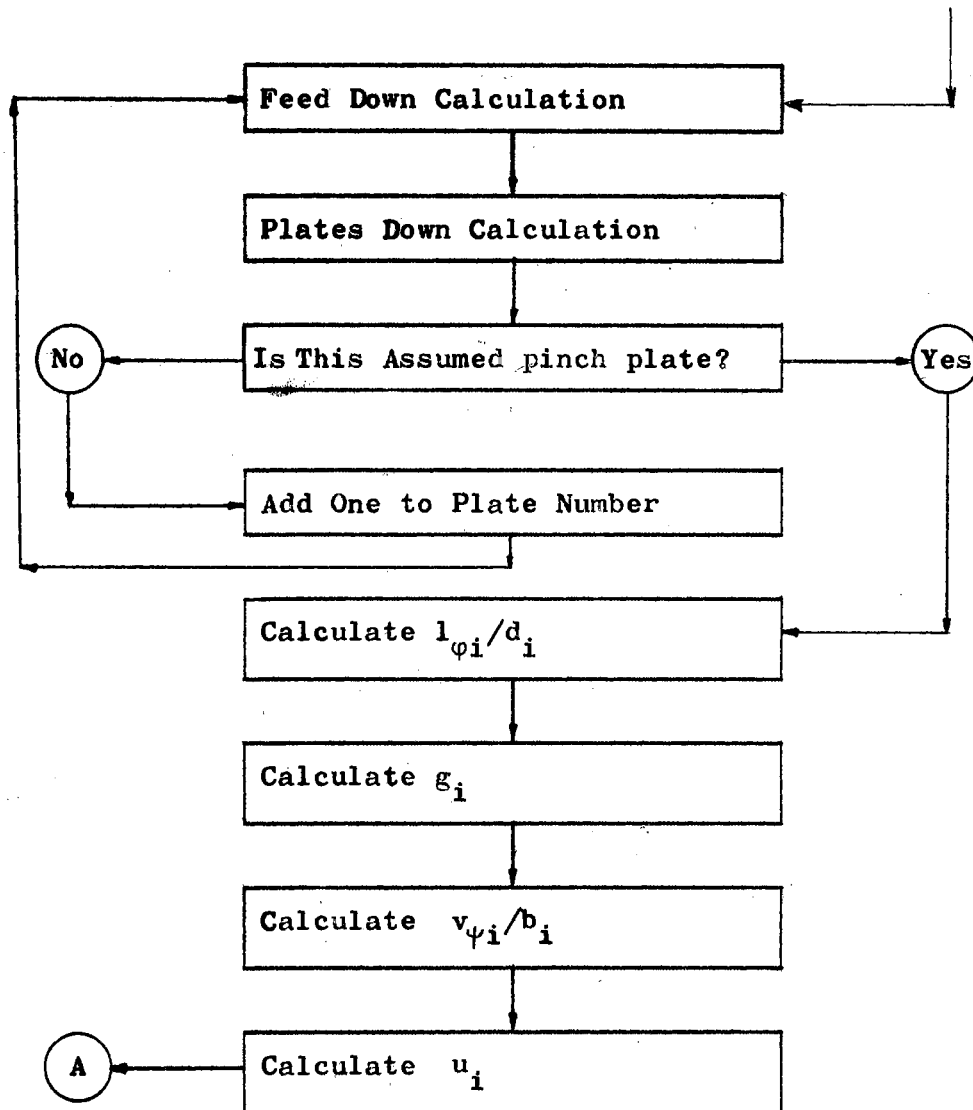 Feed Down Calculation
Plates Down Calculation
No
Is This Assumed pinch plate?
Yes
Add One to Plate Number
Calculate l_φi/d_i
Calculate g_i
Calculate v_ψi/b_i
A
Calculate u_i